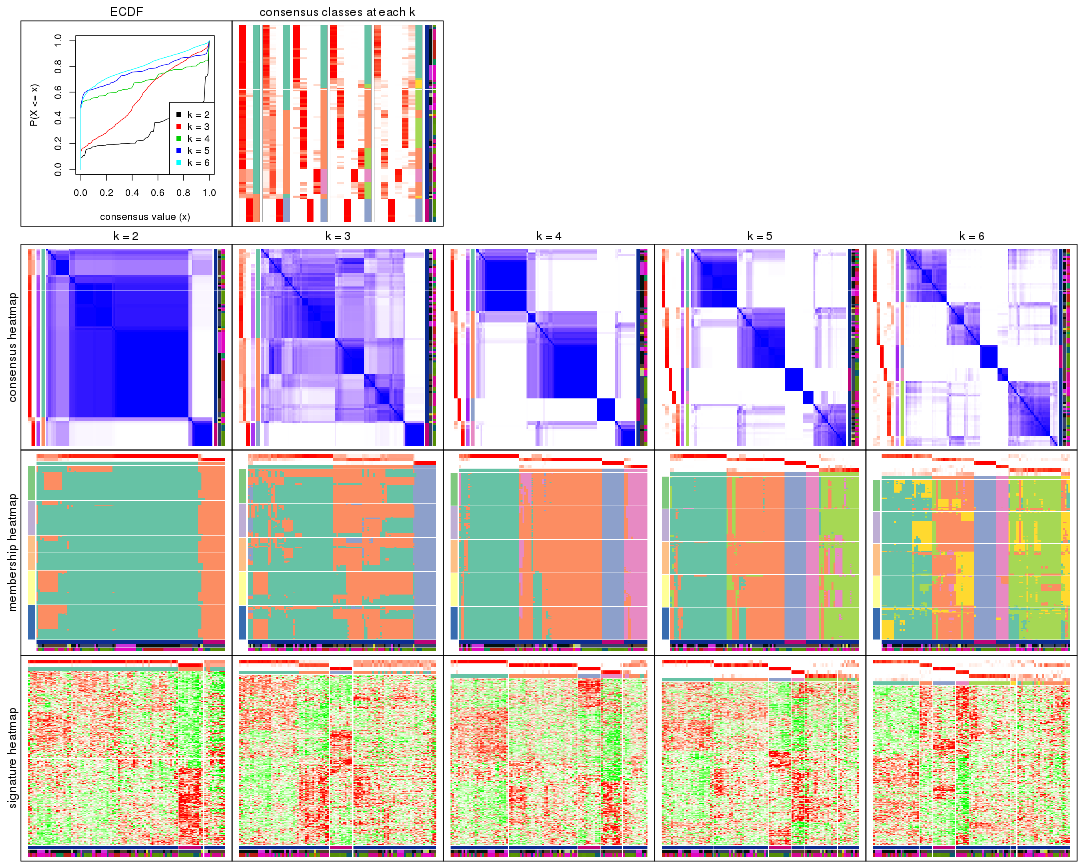 ECDF
consensus classes at each k
P(X <= x)
0.0
0.2
0.4
0.6
0.8
1.0
k = 2
k = 3
k = 4
k = 5
k = 6
0.0 0.2 0.4 0.6 0.8 1.0
consensus value (x)
k = 2
k = 3
k = 4
k = 5
k = 6
consensus heatmap
membership heatmap
signature heatmap